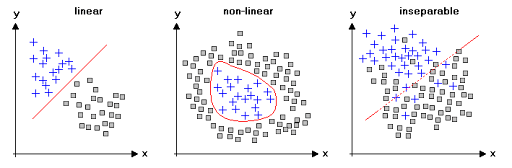 linear non-linear inseparable
y y y
x x x